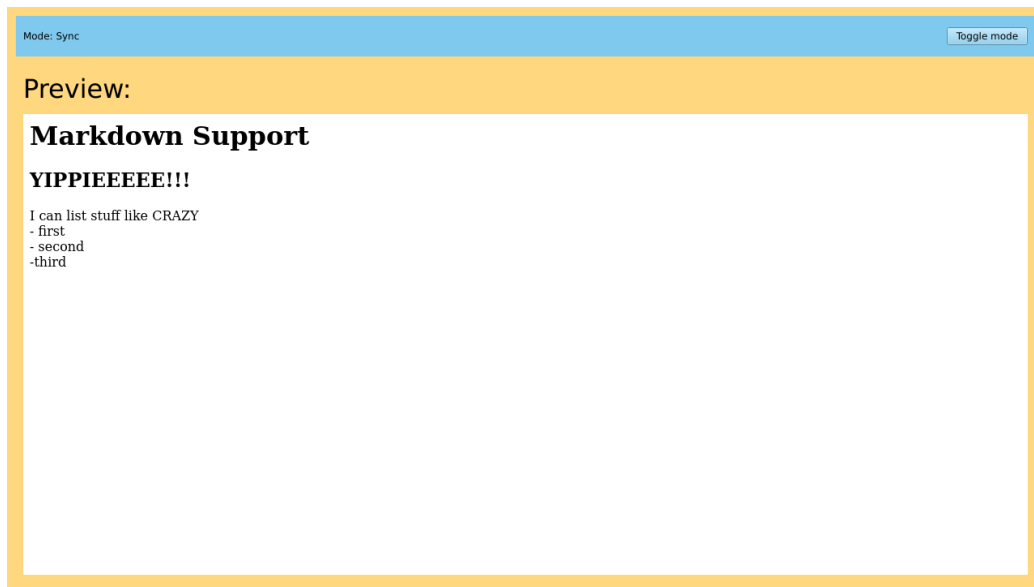 Mode: Sync
Toggle mode
Preview:
Markdown Support
YIPPIEEEEE!!!
I can list stuff like CRAZY
- first
- second
-third